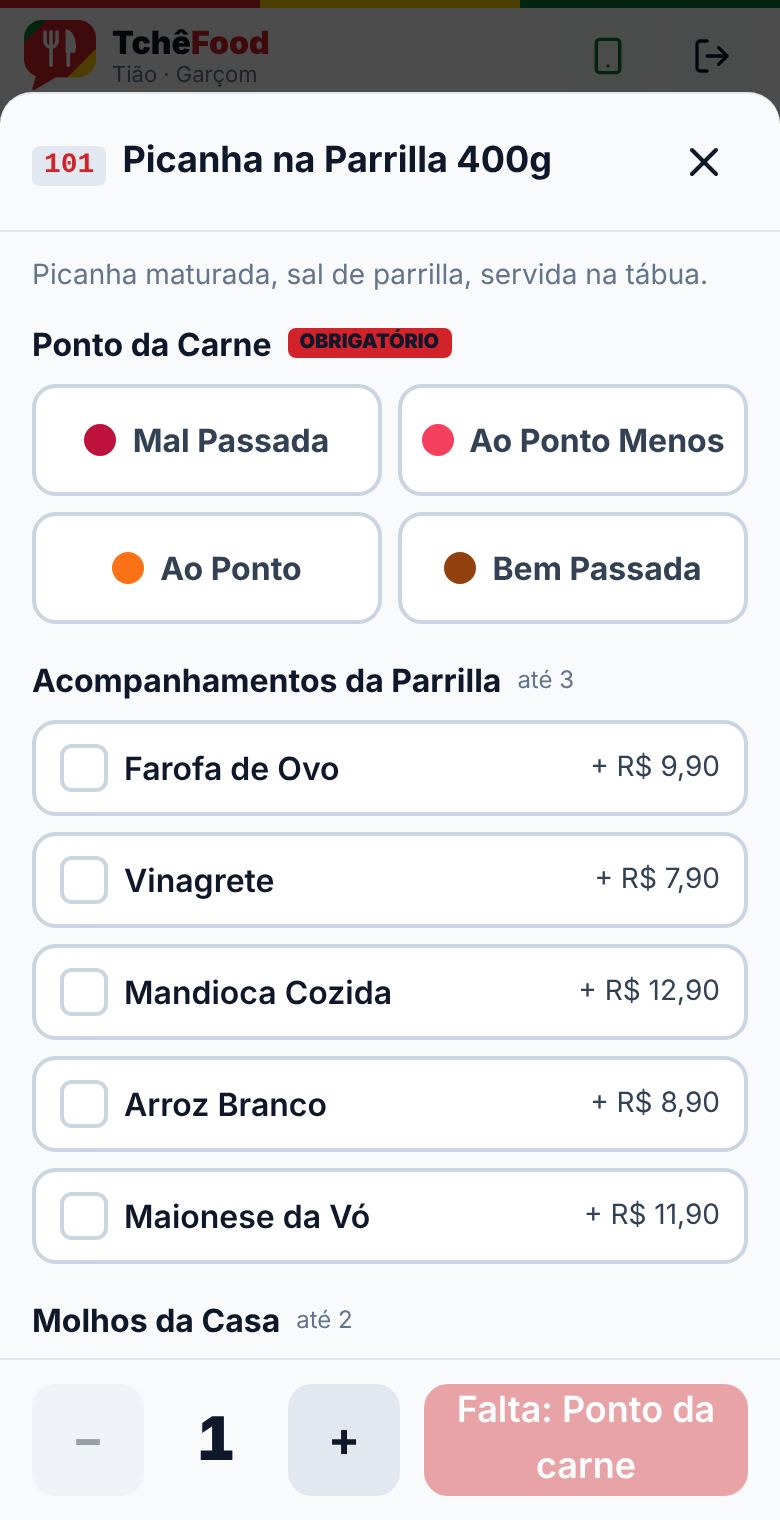 TchêFood
Tião · Garçom
101 Picanha na Parrilla 400g
Picanha maturada, sal de parrilla, servida na tábua.
Ponto da Carne OBRIGATÓRIO
Mal Passada
Ao Ponto Menos
Ao Ponto
Bem Passada
Acompanhamentos da Parrilla até 3
Farofa de Ovo + R$ 9,90
Vinagrete + R$ 7,90
Mandioca Cozida + R$ 12,90
Arroz Branco + R$ 8,90
Maionese da Vó + R$ 11,90
Molhos da Casa até 2
− 1 +
Falta: Ponto da
carne